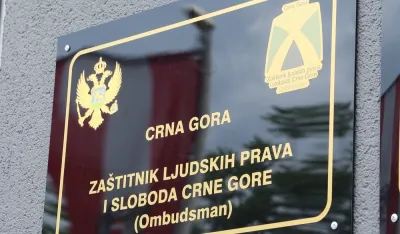 CRNA GORA
ZAŠTITNIK LJUDSKIH PRAVA
I SLOBODA CRNE GORE
(Ombudsman)